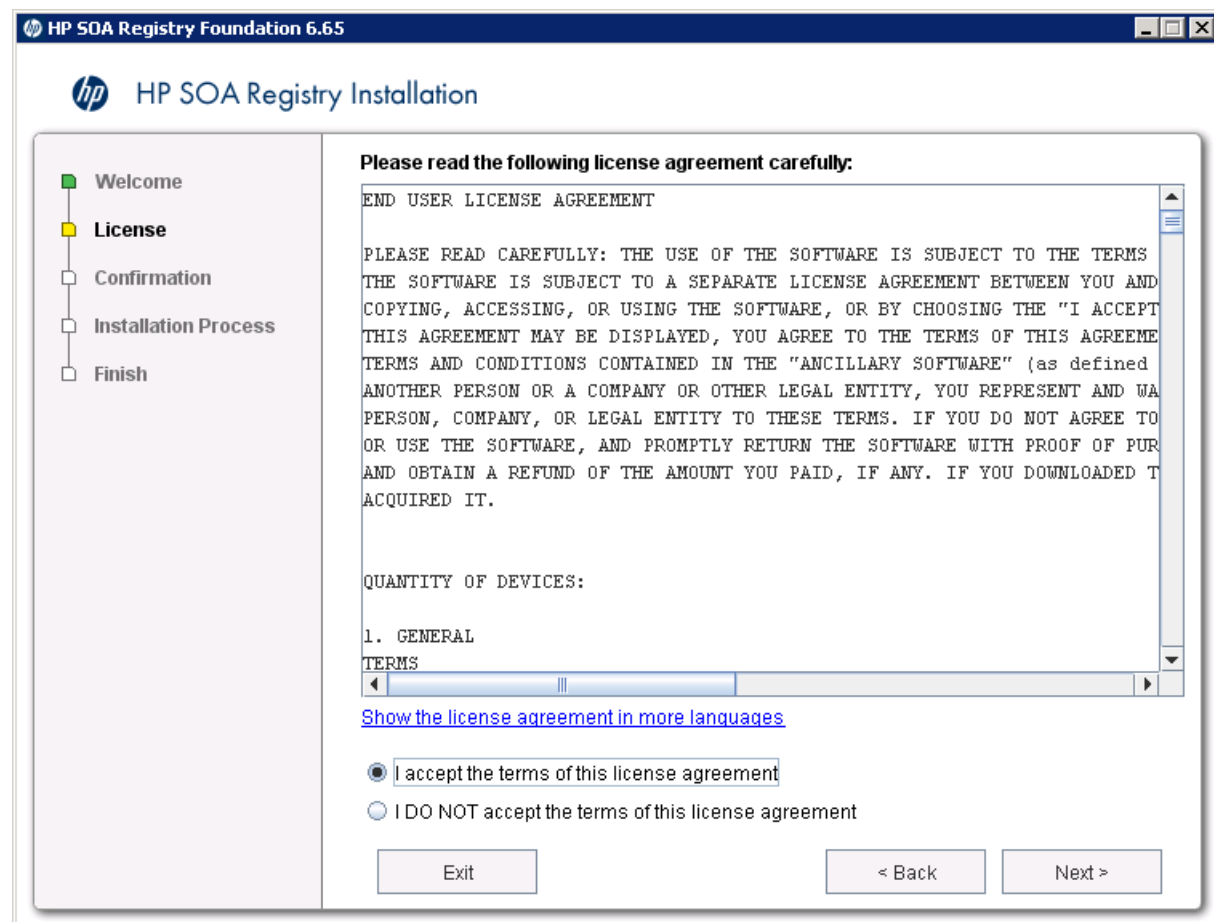 HP SOA Registry Foundation 6.65
hp HP SOA Registry Installation
Welcome
License
Confirmation
Installation Process
Finish
Please read the following license agreement carefully:
END USER LICENSE AGREEMENT
PLEASE READ CAREFULLY: THE USE OF THE SOFTWARE IS SUBJECT TO THE TERMS
THE SOFTWARE IS SUBJECT TO A SEPARATE LICENSE AGREEMENT BETWEEN YOU AND
COPYING, ACCESSING, OR USING THE SOFTWARE, OR BY CHOOSING THE "I ACCEPT
THIS AGREEMENT MAY BE DISPLAYED, YOU AGREE TO THE TERMS OF THIS AGREEME
TERMS AND CONDITIONS CONTAINED IN THE "ANCILLARY SOFTWARE" (as defined
ANOTHER PERSON OR A COMPANY OR OTHER LEGAL ENTITY, YOU REPRESENT AND WA
PERSON, COMPANY, OR LEGAL ENTITY TO THESE TERMS. IF YOU DO NOT AGREE TO
OR USE THE SOFTWARE, AND PROMPTLY RETURN THE SOFTWARE WITH PROOF OF PUR
AND OBTAIN A REFUND OF THE AMOUNT YOU PAID, IF ANY. IF YOU DOWNLOADED T
ACQUIRED IT.
QUANTITY OF DEVICES:
1. GENERAL
TERMS
Show the license agreement in more languages
I accept the terms of this license agreement
I DO NOT accept the terms of this license agreement
Exit
< Back
Next >